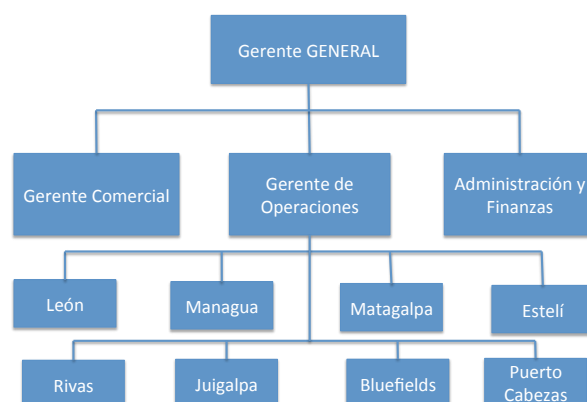 Gerente GENERAL
Gerente Comercial
Gerente de
Operaciones
Administración y
Finanzas
León
Managua
Matagalpa
Estelí
Rivas
Juigalpa
Bluefields
Puerto
Cabezas